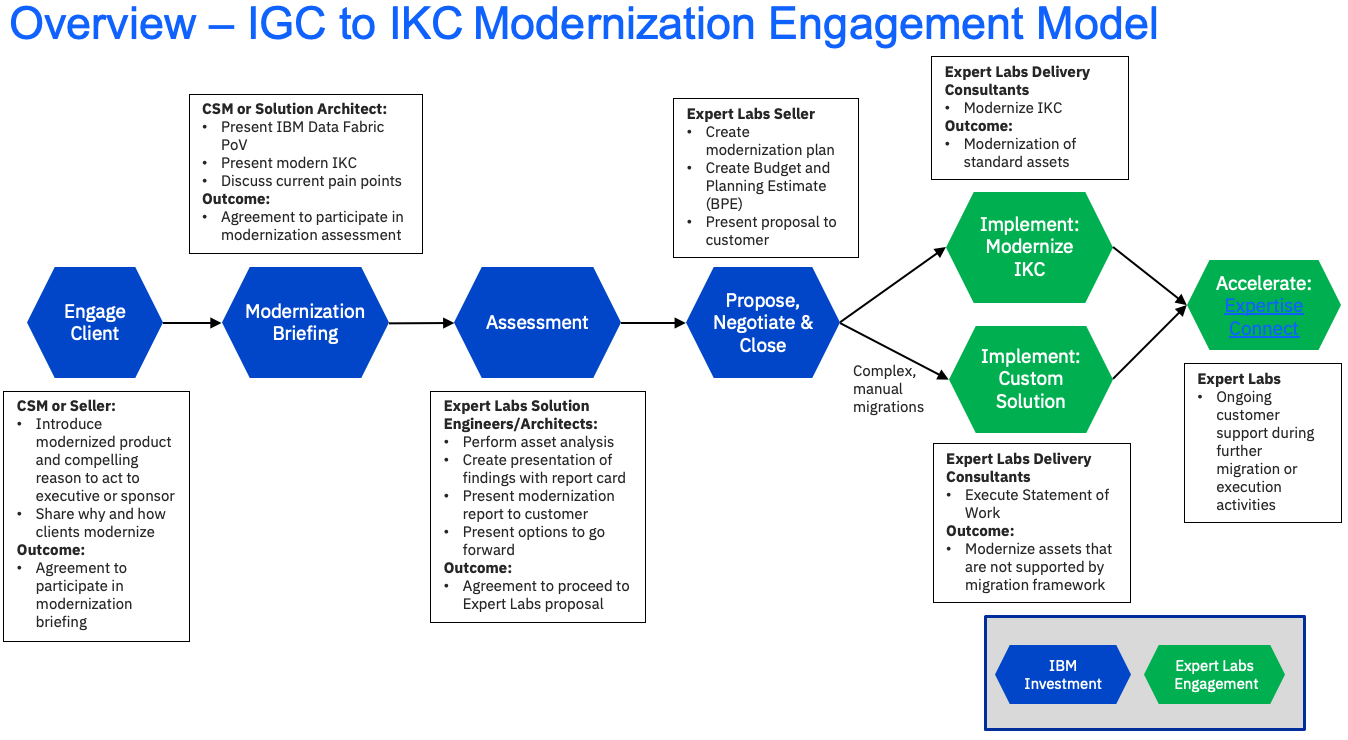 Overview – IGC to IKC Modernization Engagement Model
CSM or Solution Architect:
• Present IBM Data Fabric
PoV
• Present modern IKC
• Discuss current pain points
Outcome:
• Agreement to participate in
modernization assessment
Expert Labs Seller
• Create
modernization plan
• Create Budget and
Planning Estimate
(BPE)
• Present proposal to
customer
Expert Labs Delivery
Consultants
• Modernize IKC
Outcome:
• Modernization of
standard assets
Engage
Client
Modernization
Briefing
Assessment
Propose,
Negotiate &
Close
Implement:
Modernize
IKC
Complex,
manual
migrations
Implement:
Custom
Solution
Accelerate:
Expertise
Connect
CSM or Seller:
• Introduce
modernized product
and compelling
reason to act to
executive or sponsor
• Share why and how
clients modernize
Outcome:
• Agreement to
participate in
modernization
briefing
Expert Labs Solution
Engineers/Architects:
• Perform asset analysis
• Create presentation of
findings with report card
• Present modernization
report to customer
• Present options to go
forward
Outcome:
• Agreement to proceed to
Expert Labs proposal
Expert Labs Delivery
Consultants
• Execute Statement of
Work
Outcome:
• Modernize assets that
are not supported by
migration framework
Expert Labs
• Ongoing
customer
support during
further
migration or
execution
activities
IBM
Investment
Expert Labs
Engagement